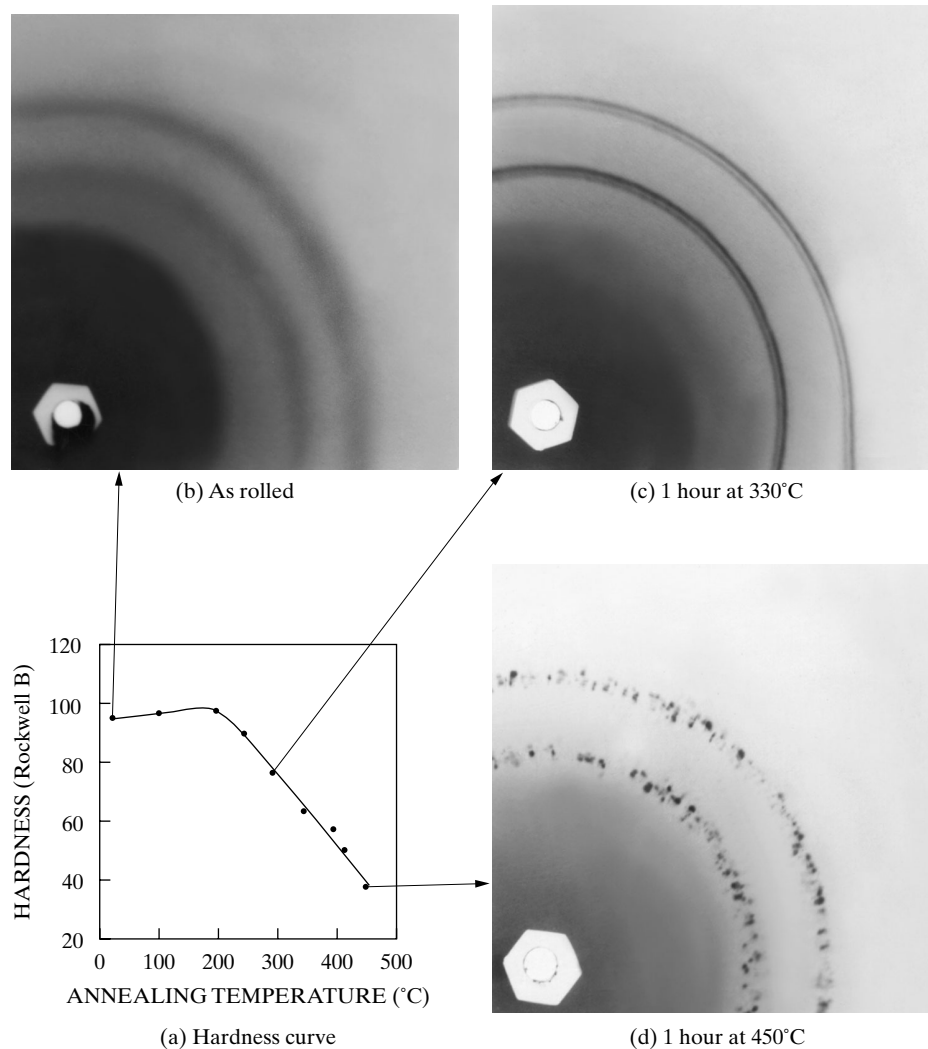 (b) As rolled
(c) 1 hour at 330˚C
HARDNESS (Rockwell B)
120
100
80
60
40
20
0 100 200 300 400 500
ANNEALING TEMPERATURE (˚C)
(a) Hardness curve
(d) 1 hour at 450˚C